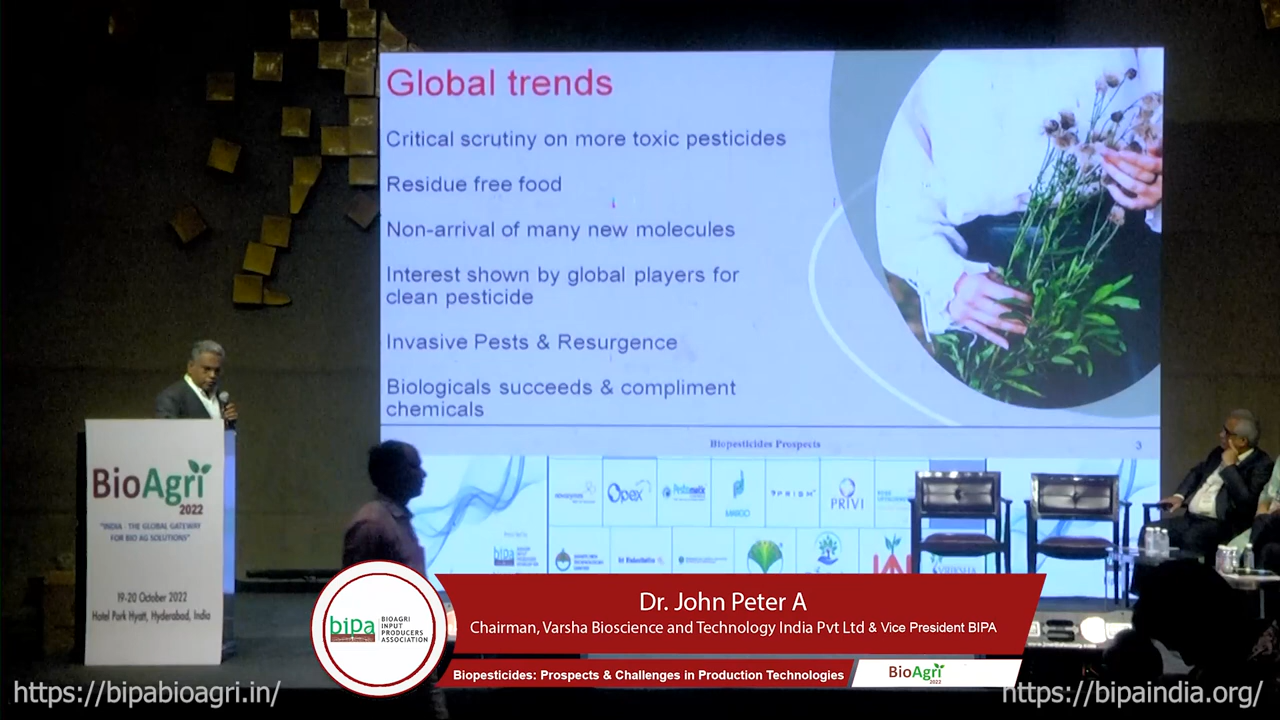 Global trends
Critical scrutiny on more toxic pesticides
Residue free food
Non-arrival of many new molecules
Interest shown by global players for
clean pesticide
Invasive Pests & Resurgence
Biologicals succeeds & compliment
chemicals
Biopesticides Prospects
3
BioAgri
2022
"INDIA - THE GLOBAL GATEWAY
FOR BIO AG SOLUTIONS"
19-20 October 2022
Hotel Park Hyatt, Hyderabad, India
Opex
MARGO
PRISM
PRIVI
bipa
bipa
BIOAGRI
INPUT
PRODUCERS
ASSOCIATION
Dr. John Peter A
Chairman, Varsha Bioscience and Technology India Pvt Ltd & Vice President BIPA
Biopesticides: Prospects & Challenges in Production Technologies
BioAgri
2022
https://bipabioagri.in/
https://bipaindia.org/